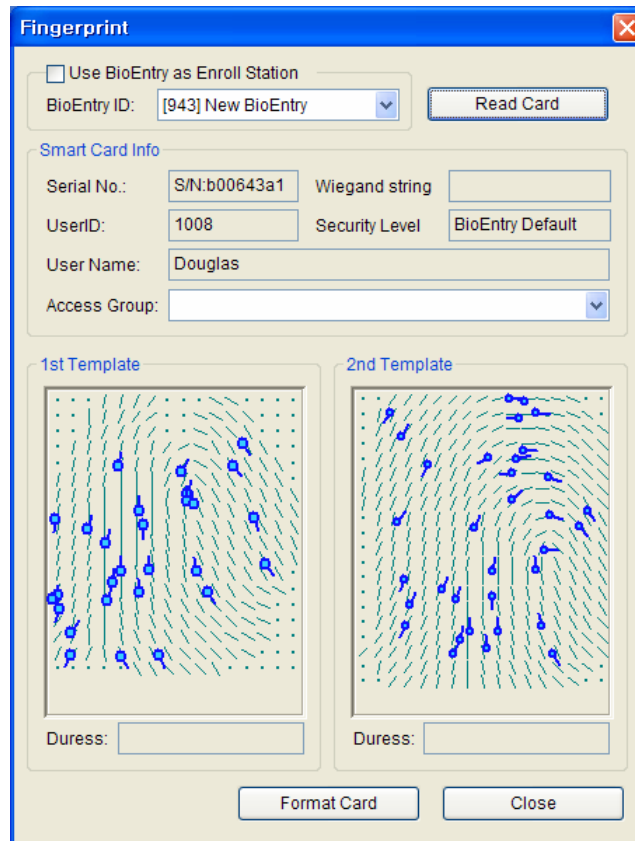 Fingerprint
Use BioEntry as Enroll Station
BioEntry ID: [943] New BioEntry Read Card
Smart Card Info
Serial No.: S/N:b00643a1 Wiegand string
UserID: 1008 Security Level BioEntry Default
User Name: Douglas
Access Group:
1st Template 2nd Template
Duress: Duress:
Format Card Close